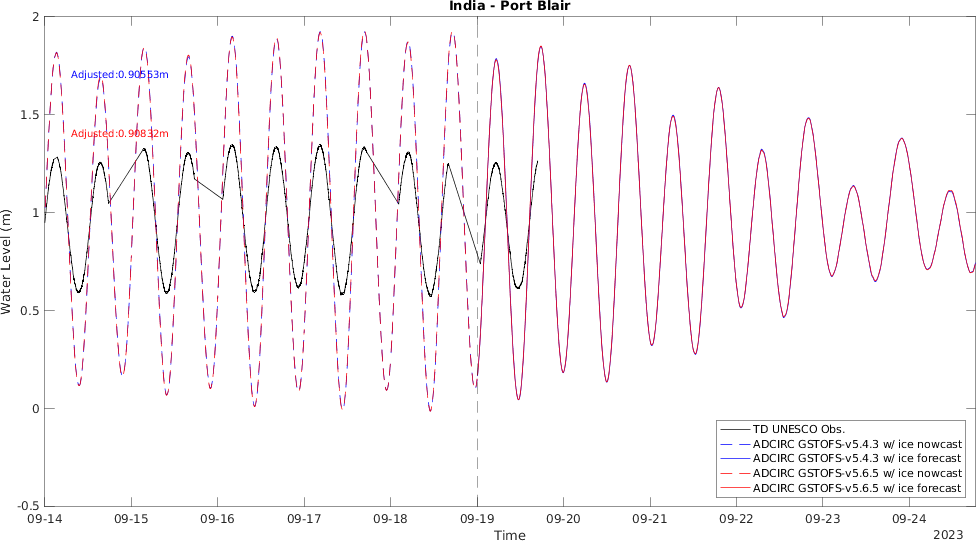 India - Port Blair
2
1.5
1
0.5
0
-0.5
Water Level (m)
Adjusted:0.90553m
Adjusted:0.90832m
TD UNESCO Obs.
ADCIRC GSTOFS-v5.4.3 w/ ice nowcast
ADCIRC GSTOFS-v5.4.3 w/ ice forecast
ADCIRC GSTOFS-v5.6.5 w/ ice nowcast
ADCIRC GSTOFS-v5.6.5 w/ ice forecast
09-14 09-15 09-16 09-17 09-18 09-19 09-20 09-21 09-22 09-23 09-24
Time
2023